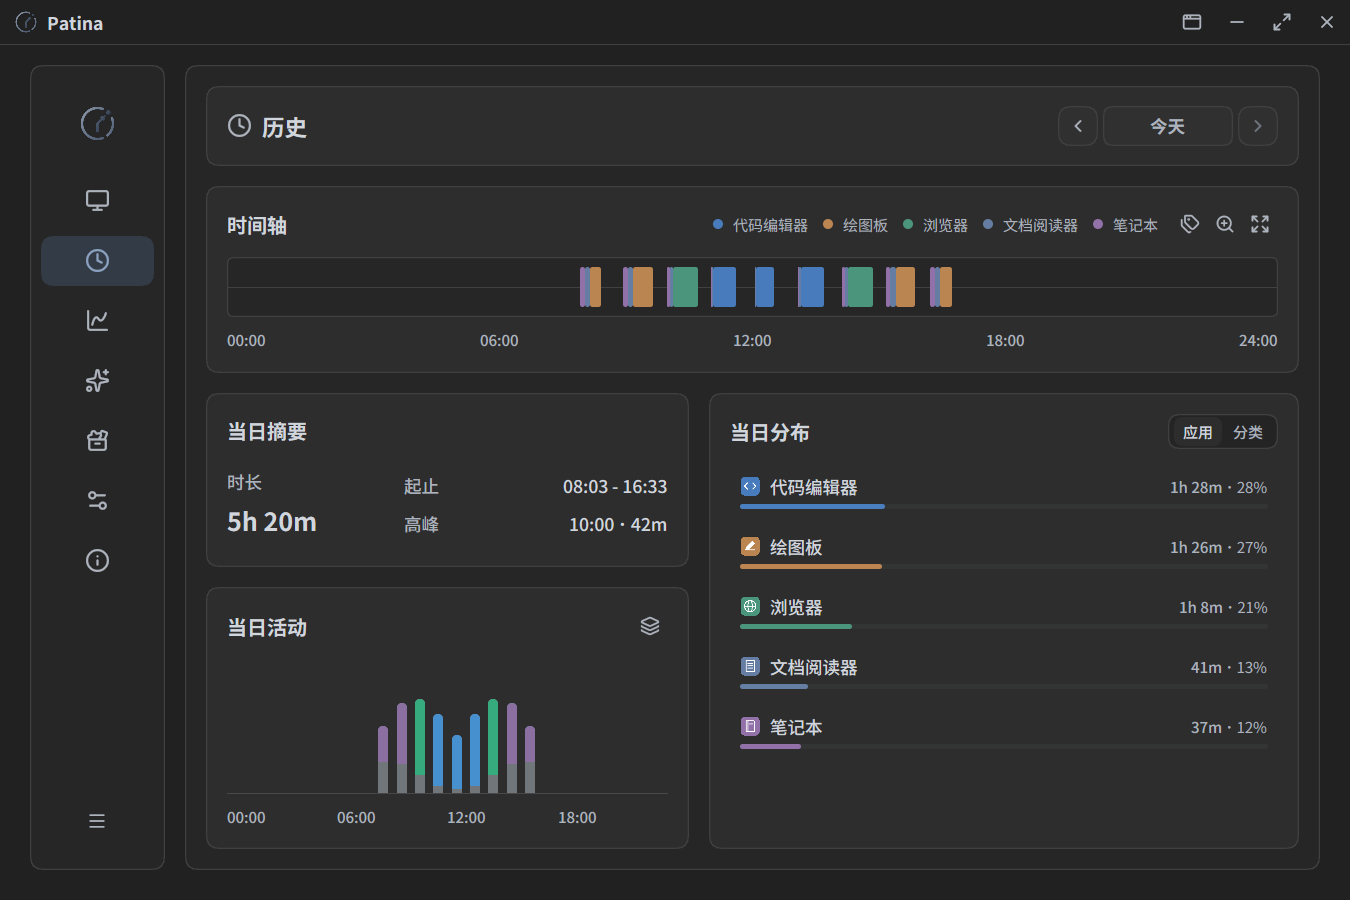 Patina
历史
今天
时间轴
代码编辑器
绘图板
浏览器
文档阅读器
笔记本
00:00
06:00
12:00
18:00
24:00
当日摘要
时长
5h 20m
起止
08:03 - 16:33
高峰
10:00 · 42m
当日活动
00:00
06:00
12:00
18:00
当日分布
应用
分类
代码编辑器
1h 28m · 28%
绘图板
1h 26m · 27%
浏览器
1h 8m · 21%
文档阅读器
41m · 13%
笔记本
37m · 12%